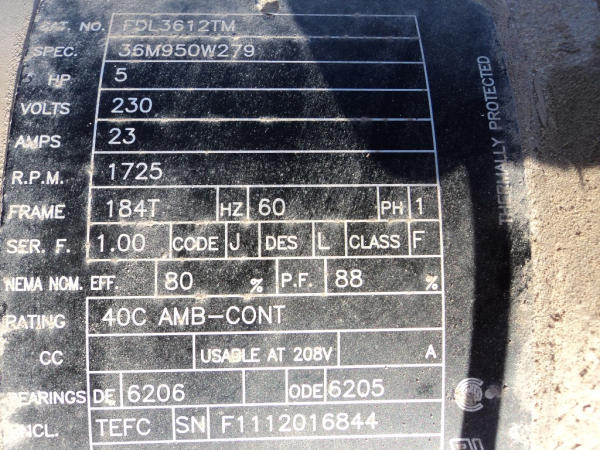 CAT. NO. FDL3612TM
SPEC. 36M950W279
HP 5
VOLTS 230
AMPS 23
R.P.M. 1725
FRAME 184T HZ 60 PH 1
SER. F. 1.00 CODE J DES L CLASS F
NEMA NOM. EFF. 80 % P.F. 88 %
RATING 40C AMB-CONT
CC USABLE AT 208V A
BEARINGS DE 6206 ODE 6205
ENCL. TEFC SN F1112016844
THERMALLY PROTECTED